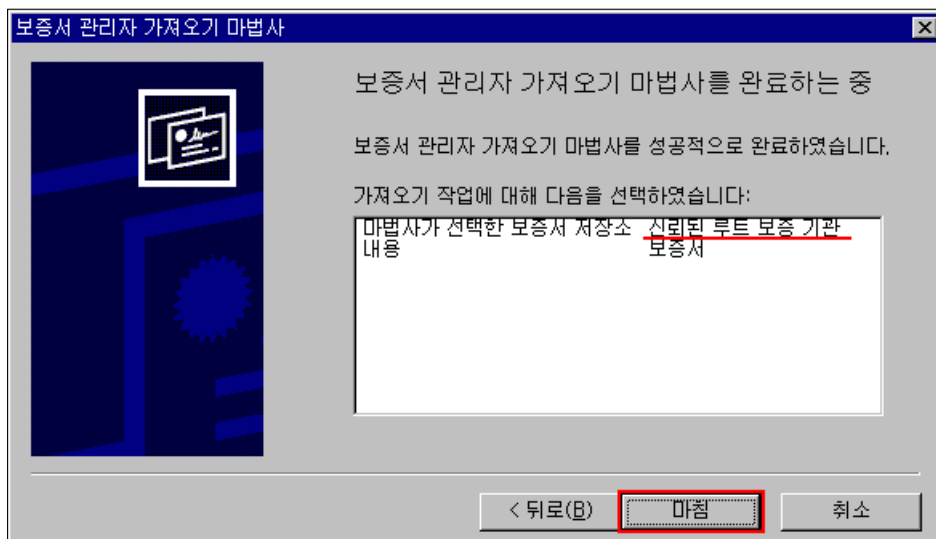 보증서 관리자 가져오기 마법사
보증서 관리자 가져오기 마법사를 완료하는 중
보증서 관리자 가져오기 마법사를 성공적으로 완료하였습니다.
가져오기 작업에 대해 다음을 선택하였습니다:
마법사가 선택한 보증서 저장소 신뢰된 루트 보증 기관
내용 보증서
< 뒤로(B) 마침 취소